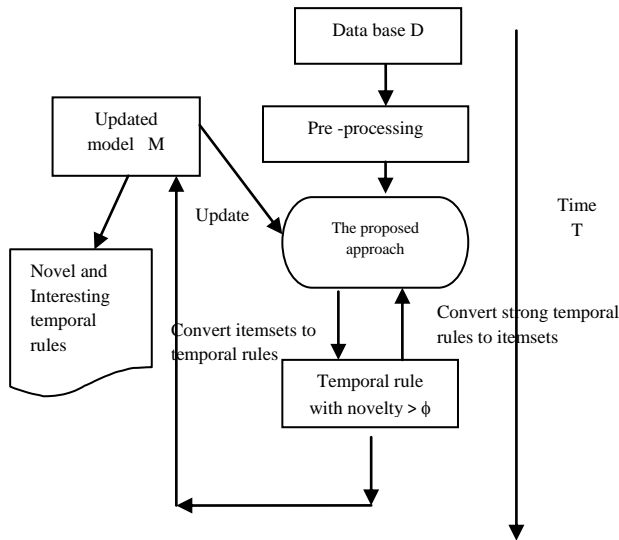 Data base D
Updated
model M
Pre -processing
Update
The proposed
approach
Time
T
Novel and
Interesting
temporal
rules
Convert itemsets to
temporal rules
Convert strong temporal
rules to itemsets
Temporal rule
with novelty > ϕ